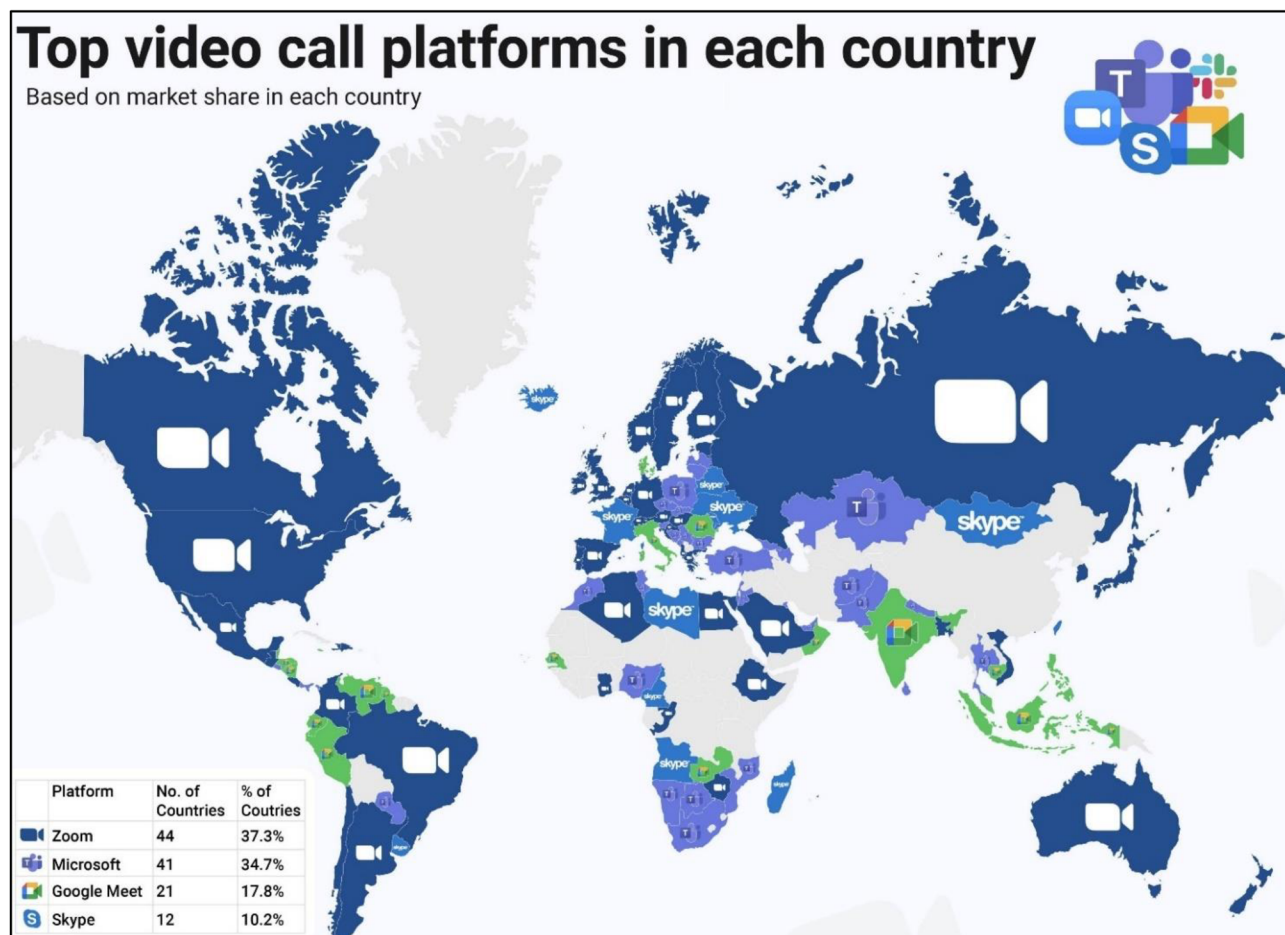 Top video call platforms in each country
Based on market share in each country
T
S
skype
T
skype
skype
skype
T
skype
skype
T
skype
skype
T
skype
skype
Platform No. of Countries % of Coutries
Zoom 44 37.3%
T Microsoft 41 34.7%
Google Meet 21 17.8%
S Skype 12 10.2%